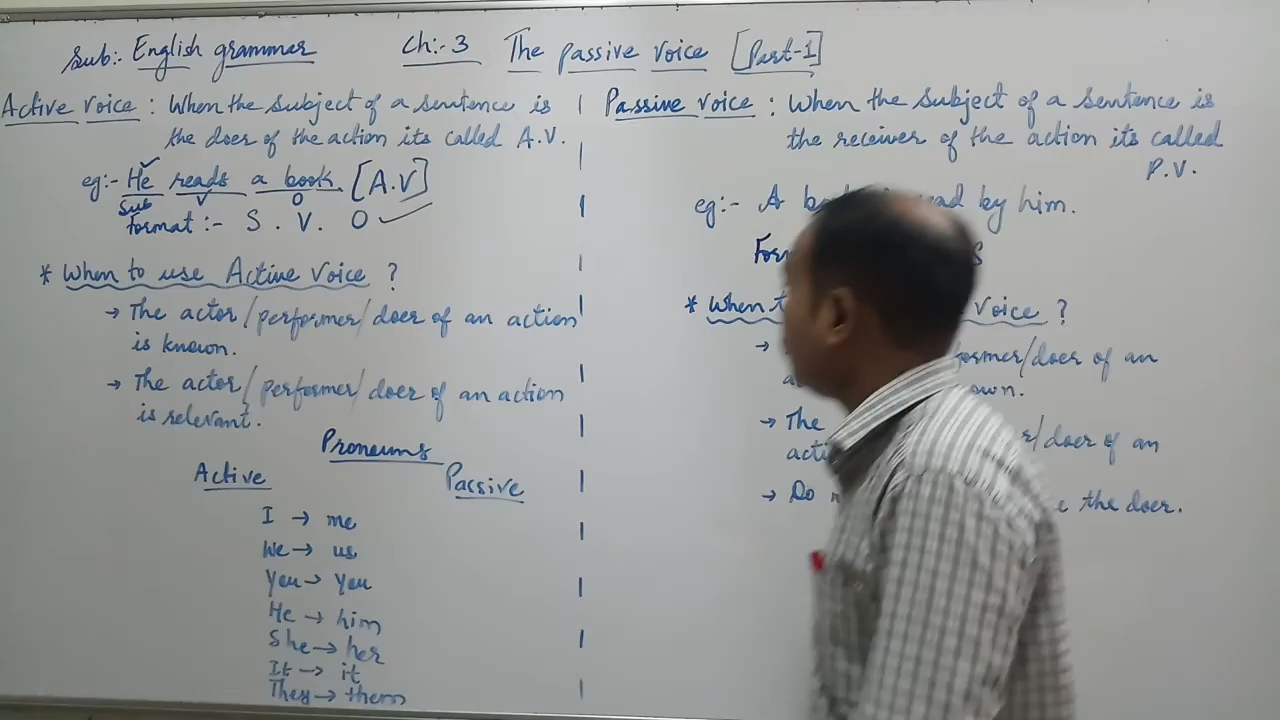 Sub:. English grammar Ch:-3 The passive voice [Part-1]
Active voice : When the subject of a sentence is
the doer of the action its called A.V.
eg:- He reads a book [A.V]
Sub V O
Format :- S. V. O
* When to use Active voice ?
→ The actor/performer/doer of an action
is known.
→ The actor/performer/doer of an action
is relevant.
Pronouns
Active Passive
I → me
We → us
You → You
He → him
She → her
It → it
They → them
Passive voice : When the subject of a sentence is
the receiver of the action its called
P.V.
eg:- A by him.
* When Voice ?
→ /doer of an
→ The /doer of an
→ Do the doer.